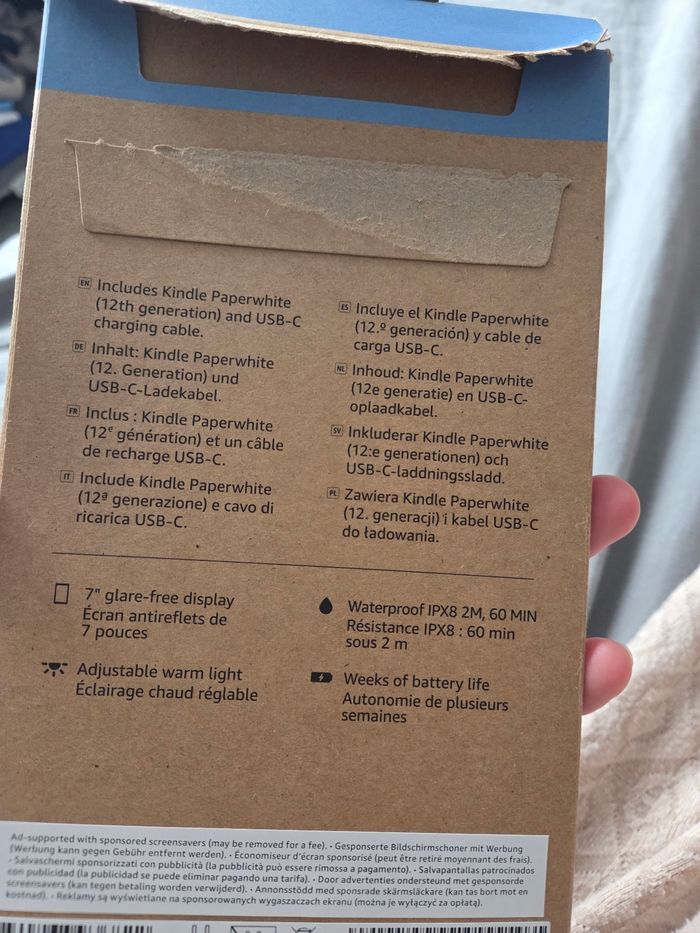 EN Includes Kindle Paperwhite
(12th generation) and USB-C
charging cable.
DE Inhalt: Kindle Paperwhite
(12. Generation) und
USB-C-Ladekabel.
FR Inclus : Kindle Paperwhite
(12e génération) et un câble
de recharge USB-C.
IT Include Kindle Paperwhite
(12ª generazione) e cavo di
ricarica USB-C.
ES Incluye el Kindle Paperwhite
(12.º generación) y cable de
carga USB-C.
NL Inhoud: Kindle Paperwhite
(12e generatie) en USB-C-
oplaadkabel.
SV Inkluderar Kindle Paperwhite
(12:e generationen) och
USB-C-laddningssladd.
PL Zawiera Kindle Paperwhite
(12. generacji) i kabel USB-C
do ładowania.
7" glare-free display
Écran antireflets de
7 pouces
Adjustable warm light
Éclairage chaud réglable
Waterproof IPX8 2M, 60 MIN
Résistance IPX8 : 60 min
sous 2 m
Weeks of battery life
Autonomie de plusieurs
semaines
Ad-supported with sponsored screensavers (may be removed for a fee). • Gesponserte Bildschirmschoner mit Werbung
(Werbung kann gegen Gebühr entfernt werden). • Économiseur d'écran sponsorisé (peut être retiré moyennant des frais).
• Salvaschermi sponsorizzati con pubblicità (la pubblicità può essere rimossa a pagamento). • Salvapantallas patrocinados
con publicidad (la publicidad se puede eliminar pagando una tarifa). • Door advertenties ondersteund met gesponsorde
screensavers (kan tegen betaling worden verwijderd). • Annonsstödd med sponsrade skärmsläckare (kan tas bort mot en
kostnad). • Reklamy są wyświetlane na sponsorowanych wygaszaczach ekranu (można je wyłączyć za opłatą).